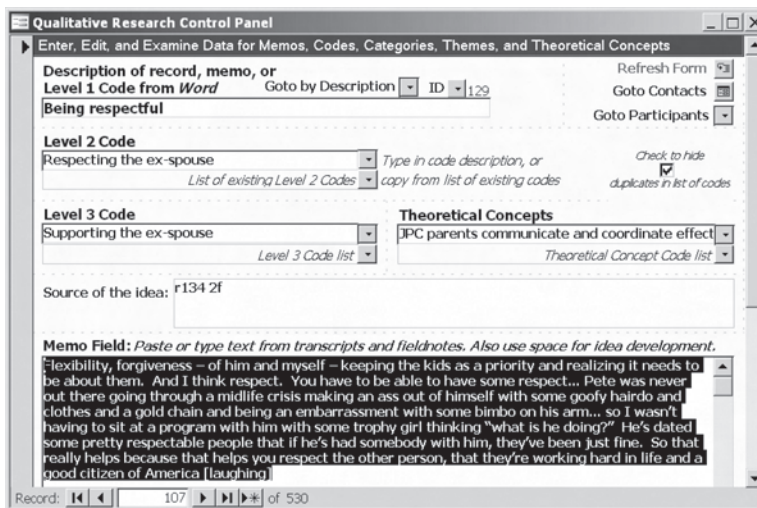 Qualitative Research Control Panel
Enter, Edit, and Examine Data for Memos, Codes, Categories, Themes, and Theoretical Concepts
Description of record, memo, or
Level 1 Code from Word Goto by Description ID 129
Being respectful
Refresh Form
Goto Contacts
Goto Participants
Level 2 Code
Respecting the ex-spouse Type in code description, or
List of existing Level 2 Codes copy from list of existing codes
Check to hide
duplicates in list of codes
Level 3 Code
Supporting the ex-spouse
Level 3 Code list
Theoretical Concepts
JPC parents communicate and coordinate effect
Theoretical Concept Code list
Source of the idea: r134 2f
Memo Field: Paste or type text from transcripts and fieldnotes. Also use space for idea development.
Flexibility, forgiveness – of him and myself – keeping the kids as a priority and realizing it needs to
be about them. And I think respect. You have to be able to have some respect... Pete was never
out there going through a midlife crisis making an ass out of himself with some goofy hairdo and
clothes and a gold chain and being an embarrassment with some bimbo on his arm... so I wasn't
having to sit at a program with him with some trophy girl thinking "what is he doing?" He's dated
some pretty respectable people that if he's had somebody with him, they've been just fine. So that
really helps because that helps you respect the other person, that they're working hard in life and a
good citizen of America [laughing]
Record: 107 of 530